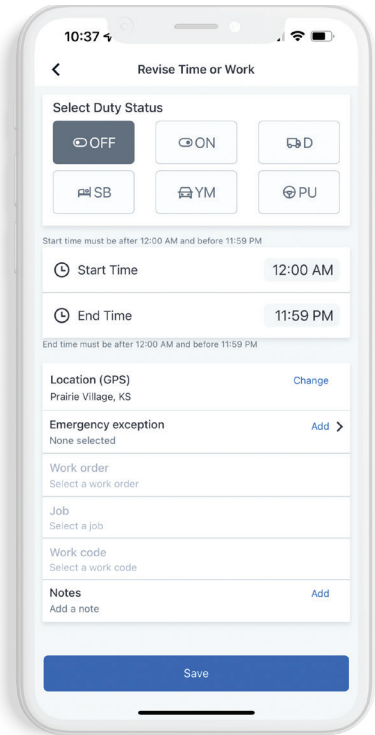 10:37
Revise Time or Work
Select Duty Status
OFF
ON
D
SB
YM
PU
Start time must be after 12:00 AM and before 11:59 PM
Start Time
12:00 AM
End Time
11:59 PM
End time must be after 12:00 AM and before 11:59 PM
Location (GPS)
Change
Prairie Village, KS
Emergency exception
Add
None selected
Work order
Select a work order
Job
Select a job
Work code
Select a work code
Notes
Add
Add a note
Save